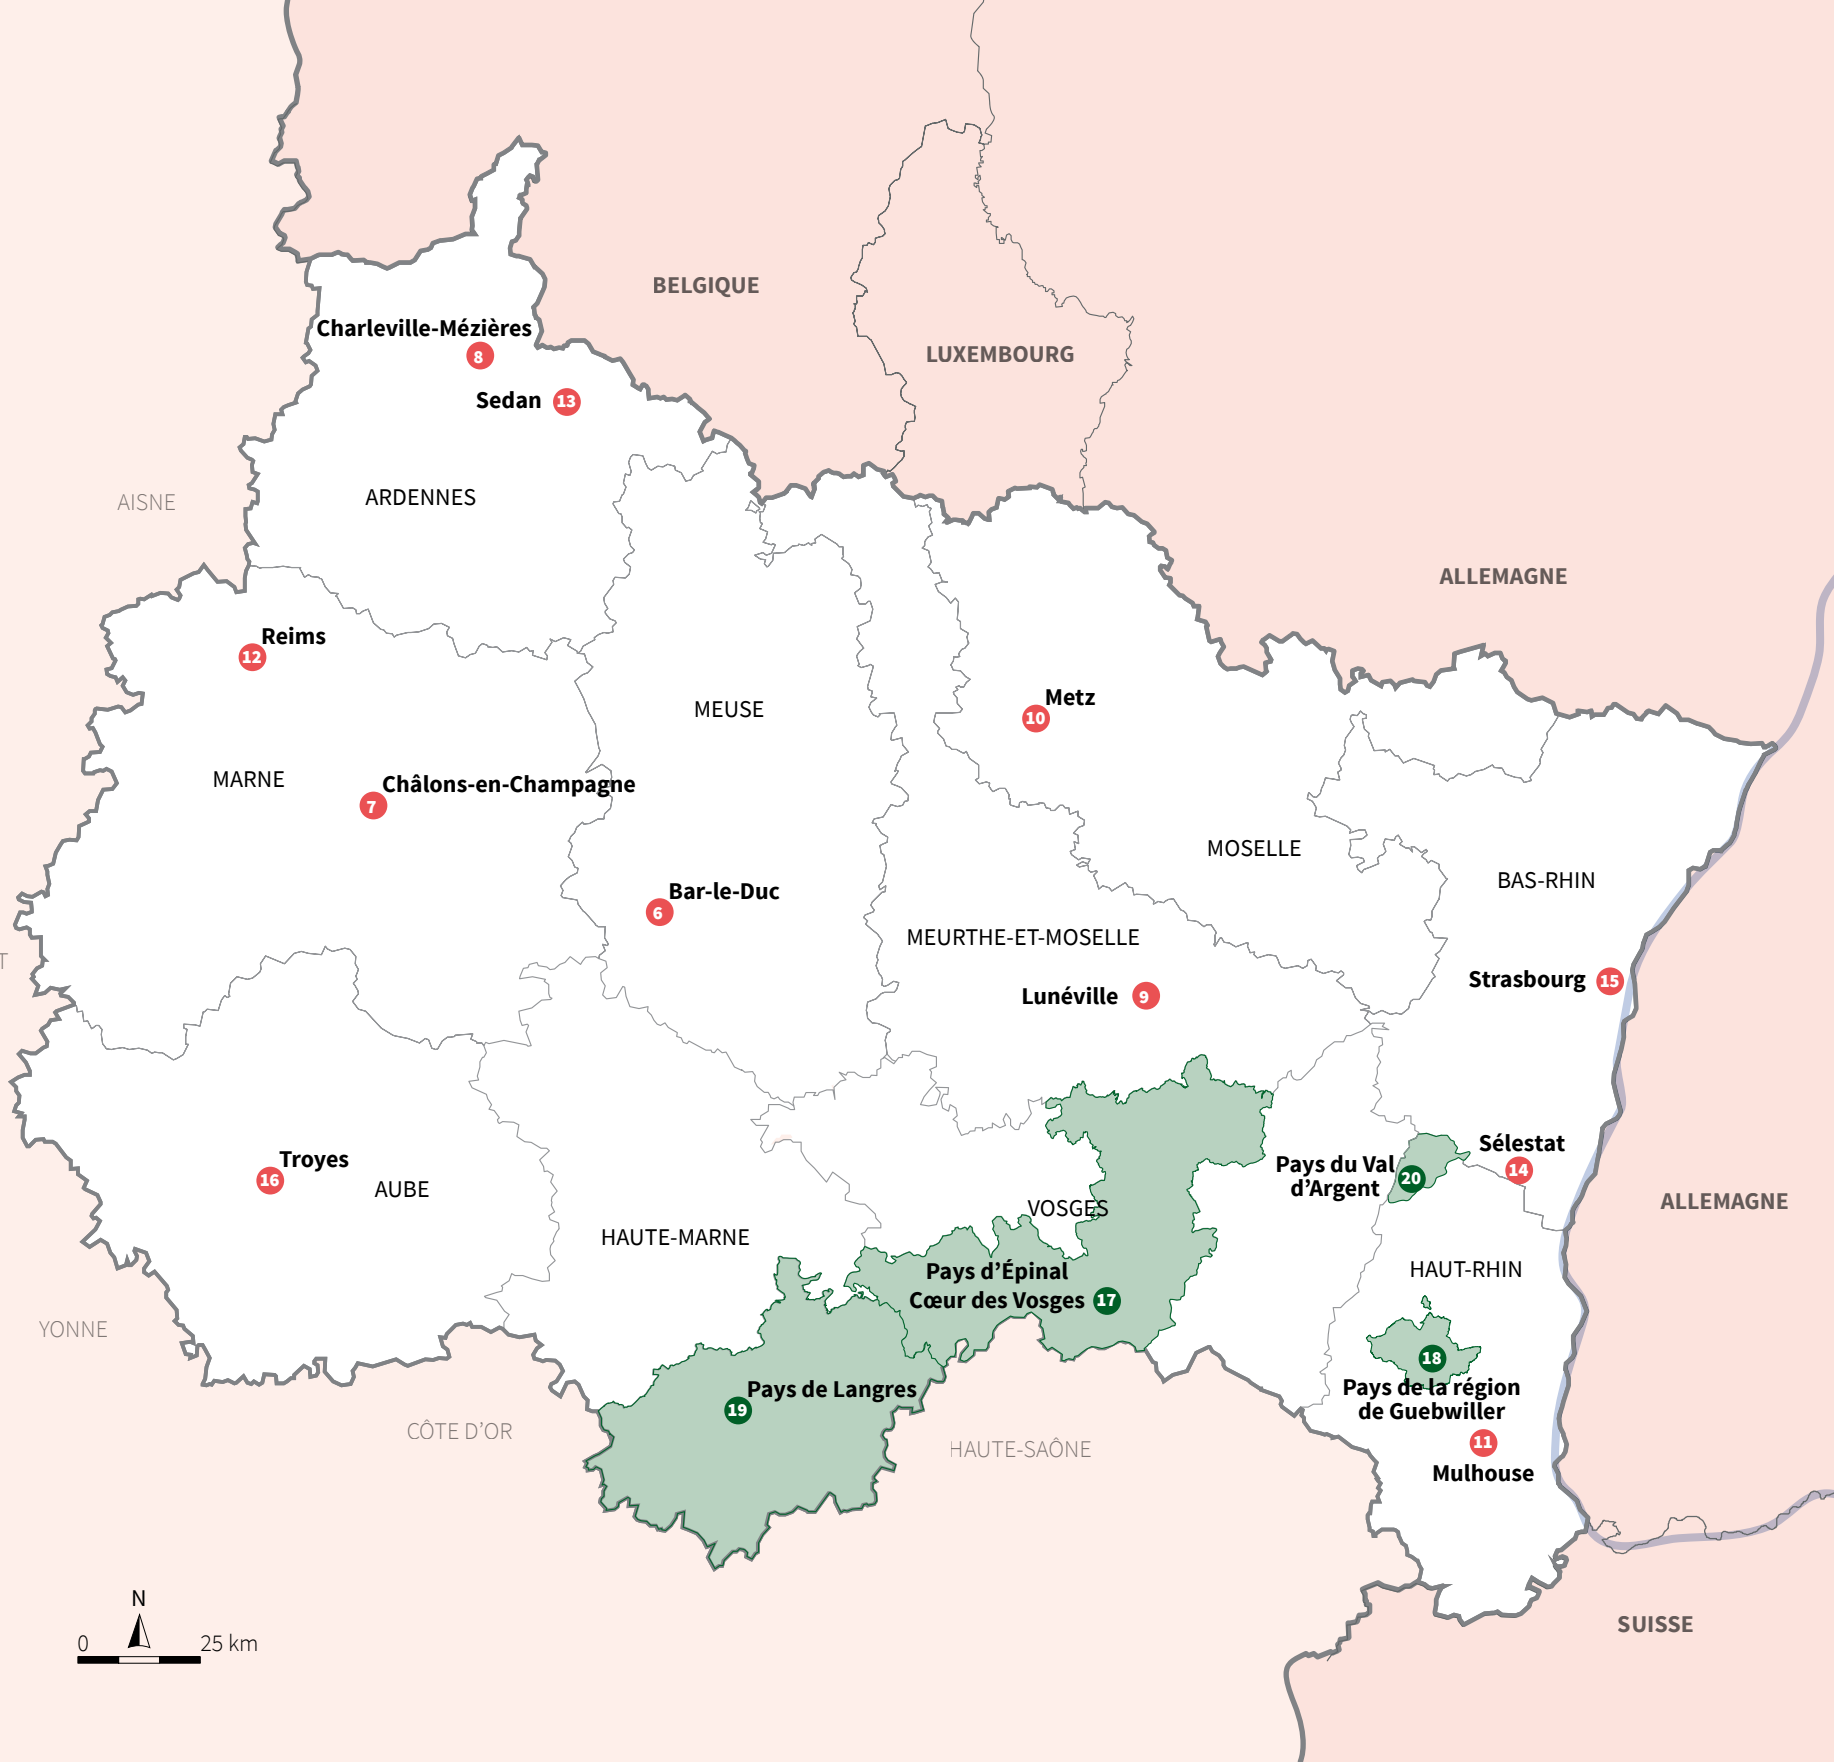 BELGIQUE
Charleville-Mézières
8
LUXEMBOURG
Sedan 13
ARDENNES
AISNE
ALLEMAGNE
Reims
12
Metz
10
MEUSE
MARNE
Châlons-en-Champagne
7
MOSELLE
BAS-RHIN
Bar-le-Duc
6
MEURTHE-ET-MOSELLE
T
Strasbourg 15
Lunéville 9
Sélestat
14
Troyes
16
AUBE
Pays du Val
d’Argent
20
ALLEMAGNE
VOSGES
HAUTE-MARNE
Pays d’Épinal
Cœur des Vosges 17
HAUT-RHIN
YONNE
18
Pays de la région
de Guebwiller
Pays de Langres
19
CÔTE D’OR
HAUTE-SAÔNE
11
Mulhouse
N
0 25 km
SUISSE